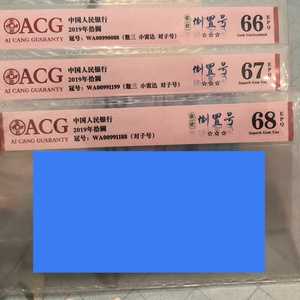 ACG
AI CANG GUARANTY
中国人民银行
2019年拾圆
冠号：WA00990088（数三 小雷达 对子号）
倒置号
☆☆☆
66 EPQ
Gem Uncirculated
ACG
AI CANG GUARANTY
中国人民银行
2019年拾圆
冠号：WA00991199（数三 小雷达 对子号）
倒置号
☆☆☆
67 EPQ
Superb Gem Unc
ACG
AI CANG GUARANTY
中国人民银行
2019年拾圆
冠号：WA00991188（对子号）
倒置号
☆☆☆
68 EPQ
Superb Gem Unc